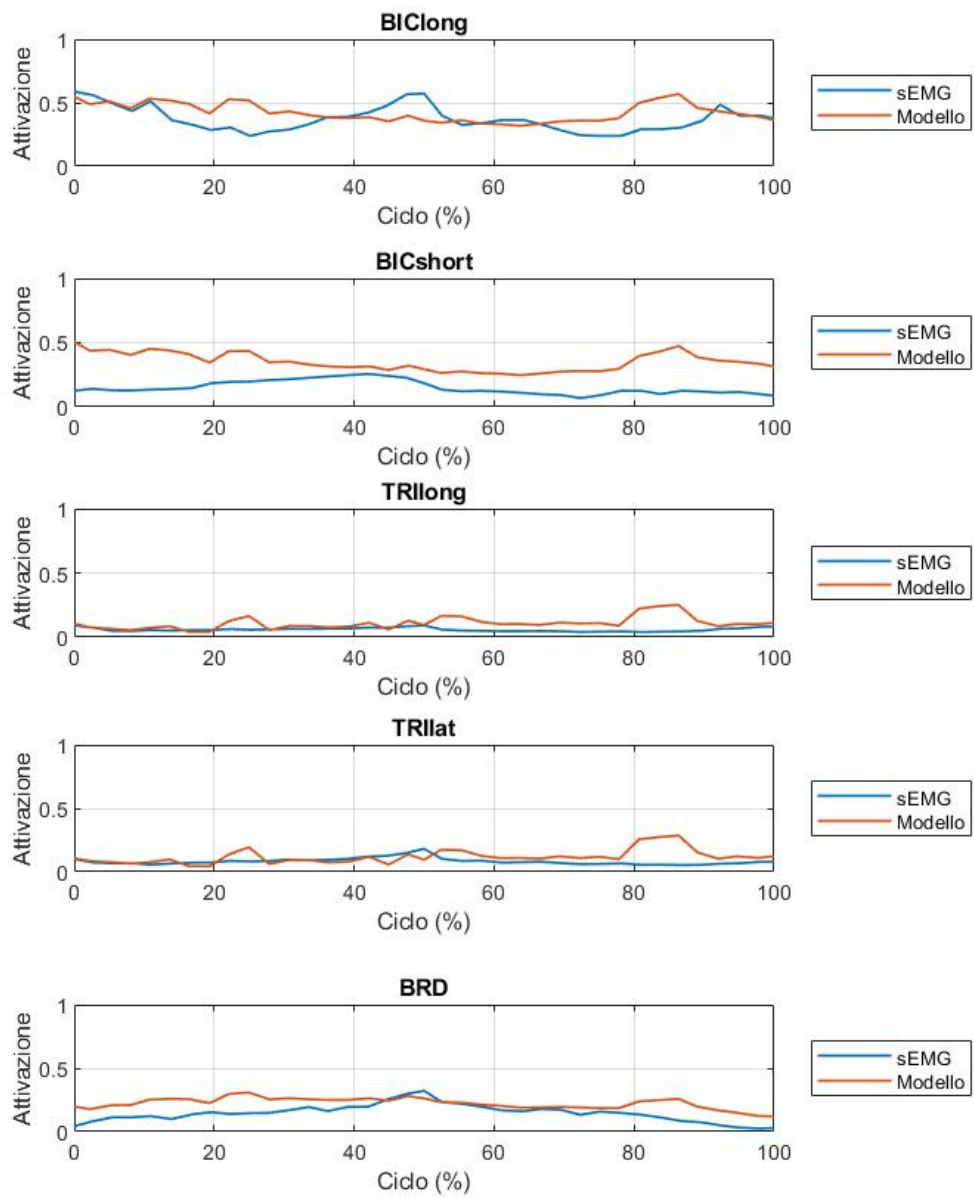 BIClong
1
0.5
0
Attivazione
0 20 40 60 80 100
Ciclo (%)
sEMG
Modello
BICshort
1
0.5
0
Attivazione
0 20 40 60 80 100
Ciclo (%)
sEMG
Modello
TRIlong
1
0.5
0
Attivazione
0 20 40 60 80 100
Ciclo (%)
sEMG
Modello
TRIlat
1
0.5
0
Attivazione
0 20 40 60 80 100
Ciclo (%)
sEMG
Modello
BRD
1
0.5
0
Attivazione
0 20 40 60 80 100
Ciclo (%)
sEMG
Modello